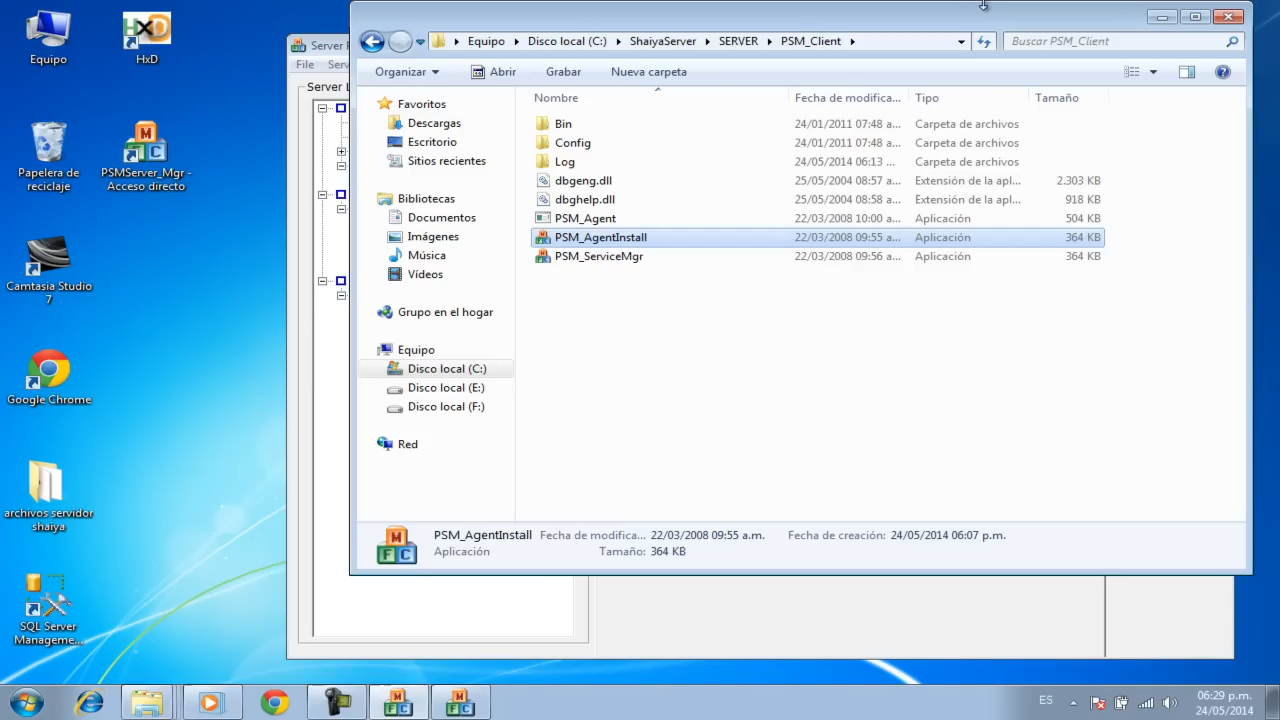 Equipo
HxD
Papelera de
reciclaje
PSMServer_Mgr -
Acceso directo
Camtasia Studio
7
Google Chrome
archivos servidor
shaiya
SQL Server
Manageme...
File
Equipo
Disco local (C:)
ShaiyaServer
SERVER
PSM_Client
Buscar PSM_Client
Organizar
Abrir
Grabar
Nueva carpeta
Favoritos
Descargas
Escritorio
Sitios recientes
Bibliotecas
Documentos
Imágenes
Música
Vídeos
Grupo en el hogar
Equipo
Disco local (C:)
Disco local (E:)
Disco local (F:)
Red
Nombre Fecha de modifica... Tipo Tamaño
Bin 24/01/2011 07:48 a... Carpeta de archivos
Config 24/01/2011 07:48 a... Carpeta de archivos
Log 24/05/2014 06:13 ... Carpeta de archivos
dbgeng.dll 25/05/2004 08:57 a... Extensión de la apl... 2.303 KB
dbghelp.dll 25/05/2004 08:58 a... Extensión de la apl... 918 KB
PSM_Agent 22/03/2008 10:00 a... Aplicación 504 KB
PSM_AgentInstall 22/03/2008 09:55 a... Aplicación 364 KB
PSM_ServiceMgr 22/03/2008 09:56 a... Aplicación 364 KB
PSM_AgentInstall Fecha de modifica... 22/03/2008 09:55 a.m. Fecha de creación: 24/05/2014 06:07 p.m.
Aplicación Tamaño: 364 KB
ES
06:29 p.m.
24/05/2014